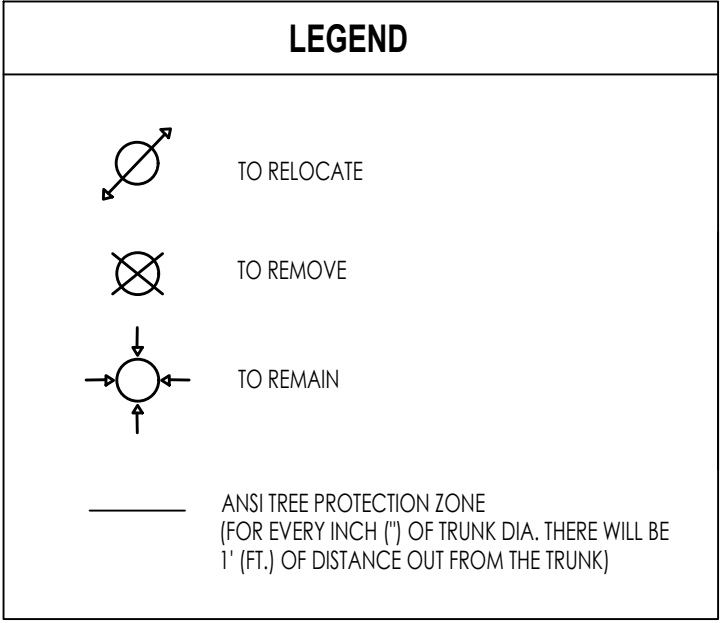 LEGEND
TO RELOCATE
TO REMOVE
TO REMAIN
ANSI TREE PROTECTION ZONE
(FOR EVERY INCH (") OF TRUNK DIA. THERE WILL BE
1' (FT.) OF DISTANCE OUT FROM THE TRUNK)